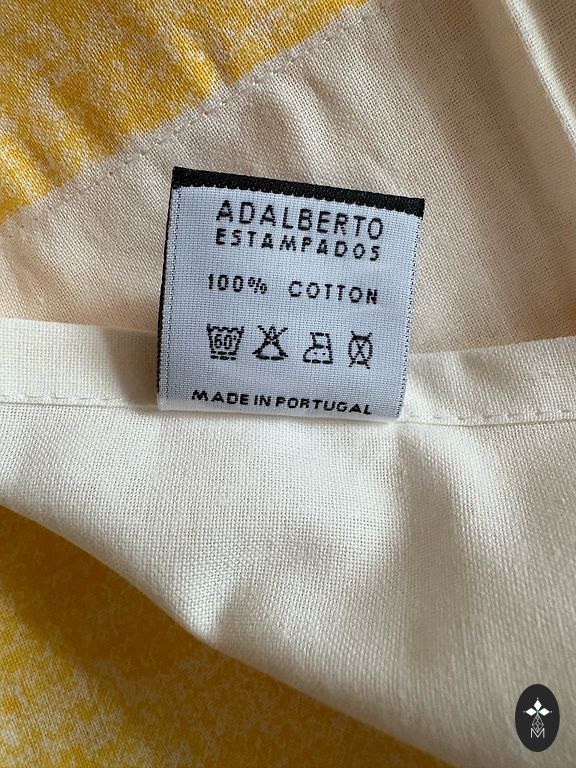 ADALBERTO
ESTAMPADOS
100% COTTON
60°
MADE IN PORTUGAL
M